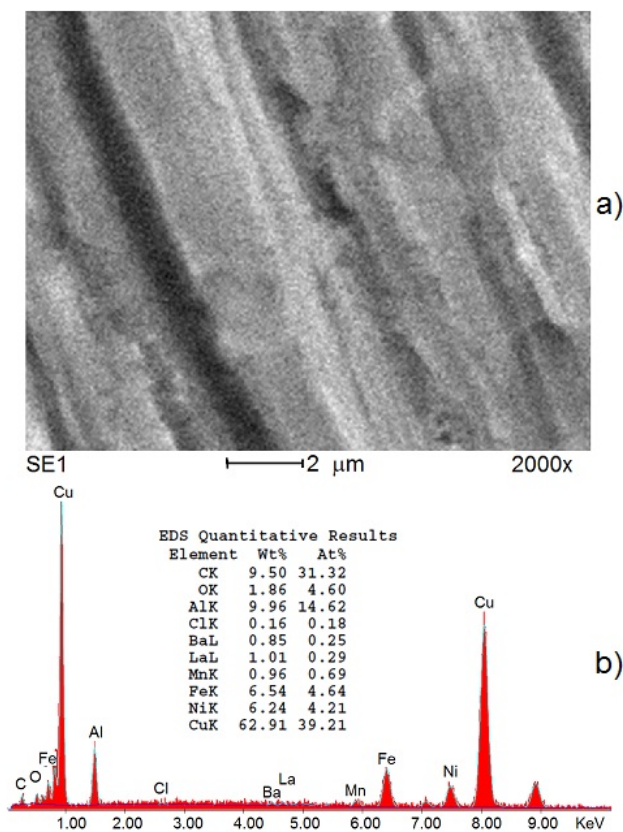 a)
SE1 2 μm 2000x
Cu
EDS Quantitative Results
Element Wt% At%
CK 9.50 31.32
OK 1.86 4.60
AlK 9.96 14.62
ClK 0.16 0.18
BaL 0.85 0.25
LaL 1.01 0.29
MnK 0.96 0.69
FeK 6.54 4.64
NiK 6.24 4.21
CuK 62.91 39.21
Cu
b)
Al
Fe
C O Cl Ba La Mn Fe Ni
1.00 2.00 3.00 4.00 5.00 6.00 7.00 8.00 9.00 KeV